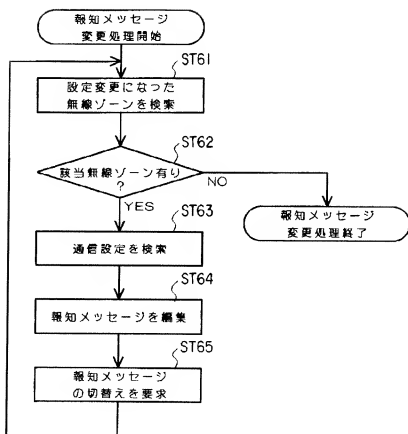 報知メッセージ
変更処理開始
ST61
設定変更になった
無線ゾーンを検索
ST62
該当無線ゾーン有り
?
NO
YES
報知メッセージ
変更処理終了
ST63
通信設定を検索
ST64
報知メッセージを編集
ST65
報知メッセージ
の切替えを要求